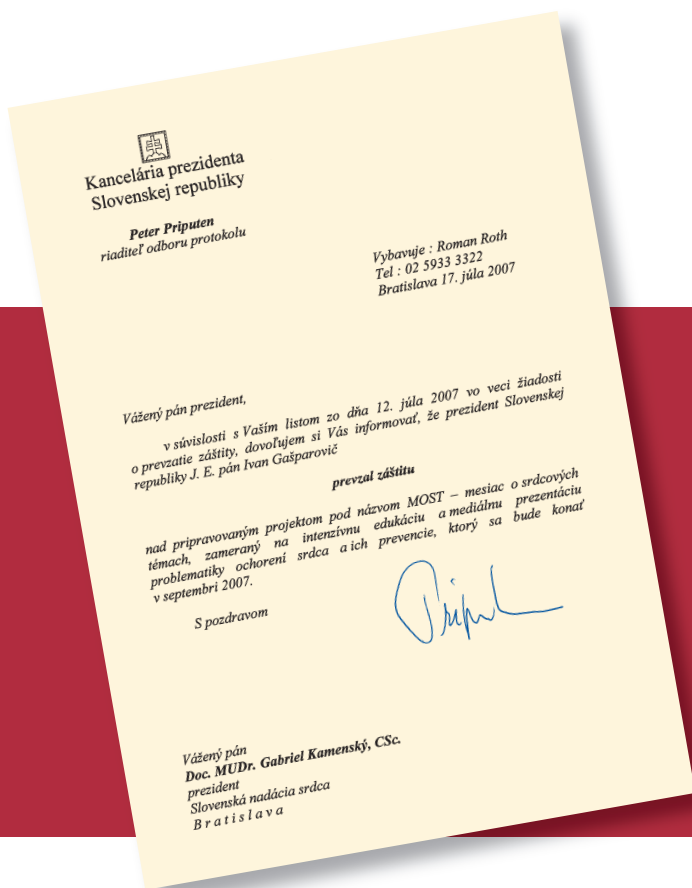 Kancelária prezidenta
Slovenskej republiky
Peter Priputen
riaditeľ odboru protokolu
Vybavuje : Roman Roth
Tel : 02 5933 3322
Bratislava 17. júla 2007
Vážený pán prezident,
v súvislosti s Vaším listom zo dňa 12. júla 2007 vo veci žiadosti
o prevzatie záštity, dovoľujem si Vás informovať, že prezident Slovenskej
republiky J. E. pán Ivan Gašparovič
prevzal záštitu
nad pripravovaným projektom pod názvom MOST – mesiac o srdcových
témach, zameraný na intenzívnu edukáciu a mediálnu prezentáciu
problematiky ochorení srdca a ich prevencie, ktorý sa bude konať
v septembri 2007.
S pozdravom
Vážený pán
Doc. MUDr. Gabriel Kamenský, CSc.
prezident
Slovenská nadácia srdca
B r a t i s l a v a